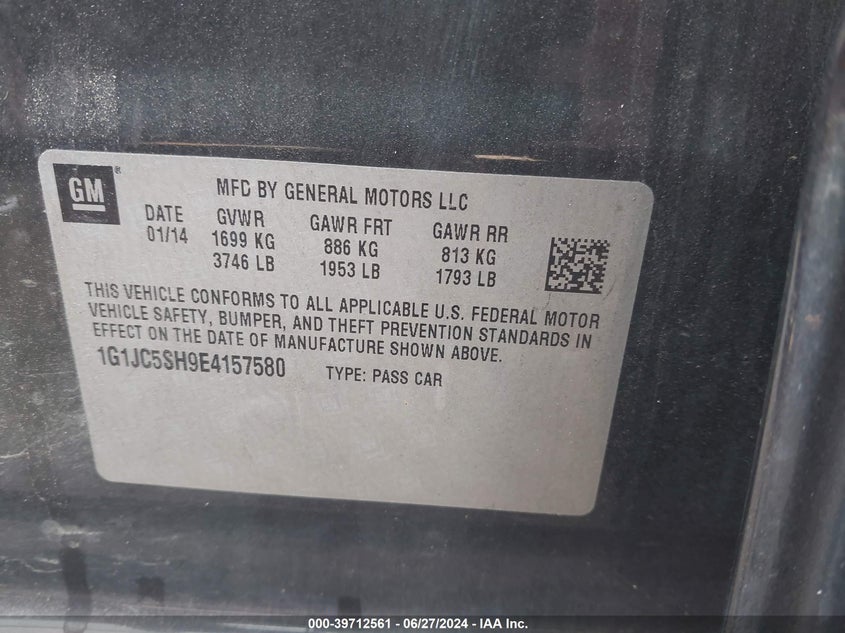 GM®
MFD BY GENERAL MOTORS LLC
DATE GVWR GAWR FRT GAWR RR
01/14 1699 KG 886 KG 813 KG
3746 LB 1953 LB 1793 LB
THIS VEHICLE CONFORMS TO ALL APPLICABLE U.S. FEDERAL MOTOR
VEHICLE SAFETY, BUMPER, AND THEFT PREVENTION STANDARDS IN
EFFECT ON THE DATE OF MANUFACTURE SHOWN ABOVE.
1G1JC5SH9E4157580 TYPE: PASS CAR
000-39712561 - 06/27/2024 - IAA Inc.